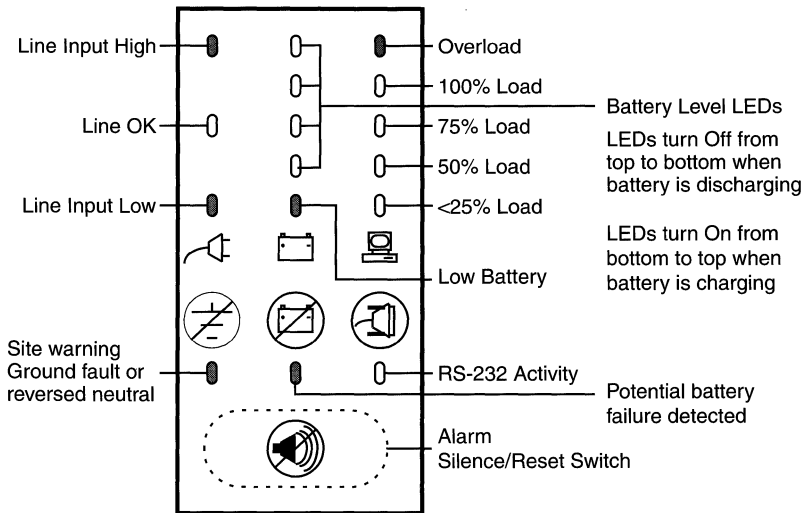 Line Input High
Line OK
Line Input Low
Site warning
Ground fault or
reversed neutral
Overload
100% Load
75% Load
50% Load
<25% Load
Low Battery
RS-232 Activity
Alarm
Silence/Reset Switch
Battery Level LEDs
LEDs turn Off from
top to bottom when
battery is discharging
LEDs turn On from
bottom to top when
battery is charging
Potential battery
failure detected